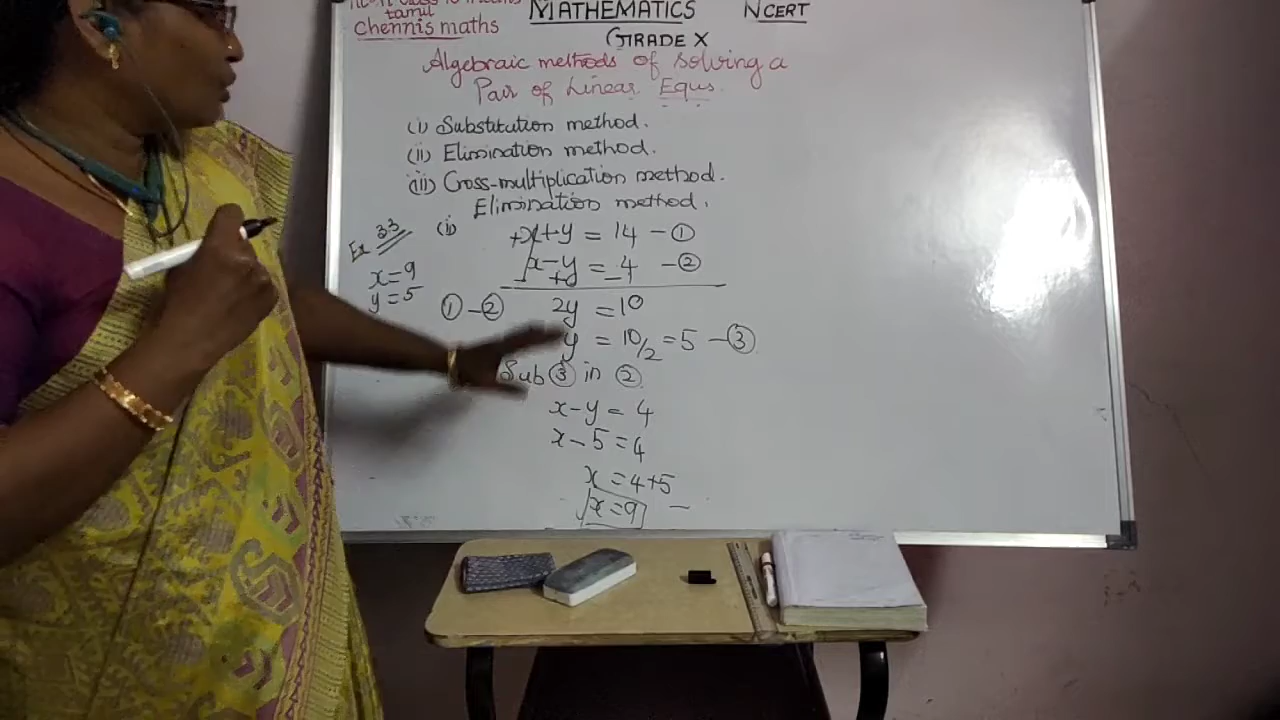 tamil
Chennis maths
MATHEMATICS NCERT
GRADE X
Algebraic methods of solving a
Pair of Linear Equs.
(i) Substitution method.
(ii) Elimination method.
(iii) Cross-multiplication method.
Elimination method.
Ex 3.3
(i) +x+y = 14 - ①
x-y = 4 - ②
- + -
x=9
y=5
①-② 2y = 10
y = 10/2 = 5 - ③
Sub ③ in ②
x-y = 4
x-5 = 4
x = 4+5
x=9 -